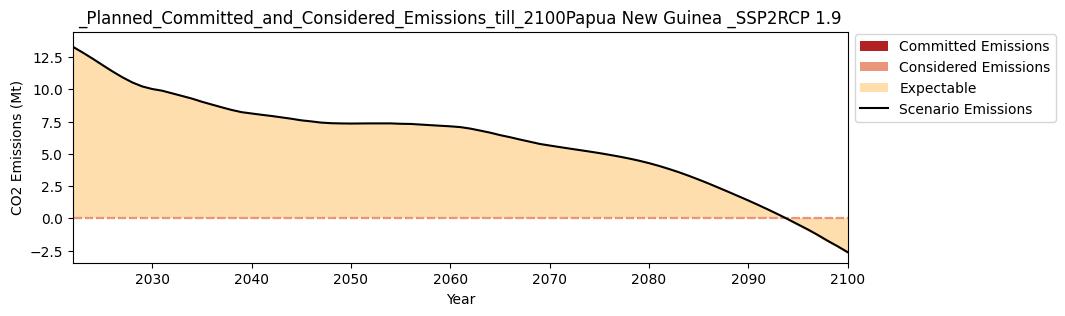 _Planned_Committed_and_Considered_Emissions_till_2100Papua New Guinea _SSP2RCP 1.9
Committed Emissions
Considered Emissions
Expectable
Scenario Emissions
CO2 Emissions (Mt)
12.5
10.0
7.5
5.0
2.5
0.0
−2.5
2030 2040 2050 2060 2070 2080 2090 2100
Year